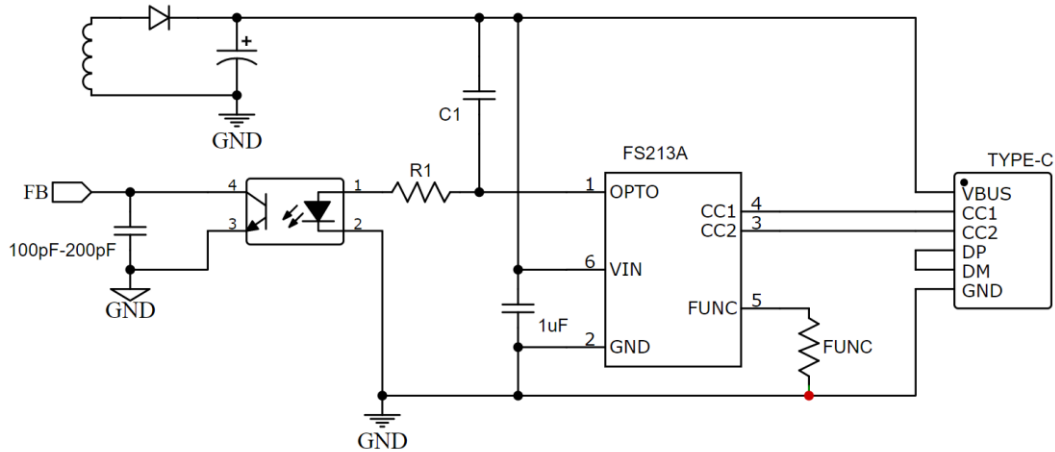 +
GND
C1
FS213A
TYPE-C
FB
4
3
1
2
R1
1
OPTO
CC1
4
CC2
3
VBUS
CC1
CC2
DP
DM
GND
100pF-200pF
GND
6
VIN
FUNC
5
1uF
2
GND
FUNC
GND